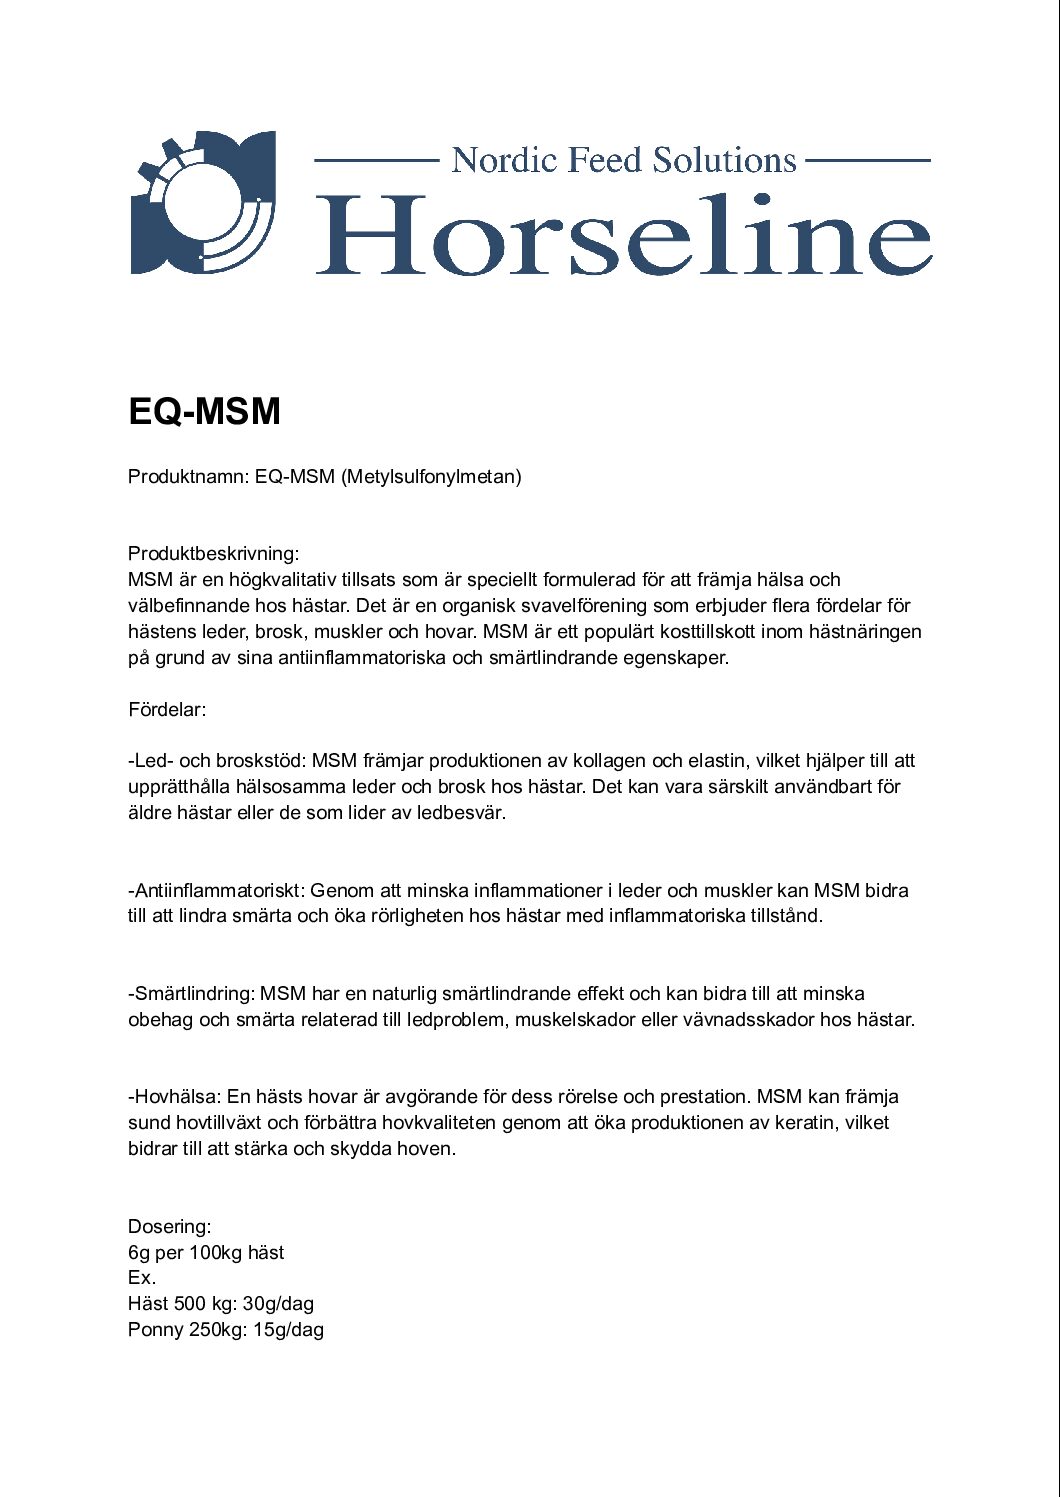 Nordic Feed Solutions
Horseline
EQ-MSM
Produktnamn: EQ-MSM (Metylsulfonylmetan)
Produktbeskrivning:
MSM är en högkvalitativ tillsats som är speciellt formulerad för att främja hälsa och
välbefinnande hos hästar. Det är en organisk svavelförening som erbjuder flera fördelar för
hästens leder, brosk, muskler och hovar. MSM är ett populärt kosttillskott inom hästnäringen
på grund av sina antiinflammatoriska och smärtlindrande egenskaper.
Fördelar:
-Led- och broskstöd: MSM främjar produktionen av kollagen och elastin, vilket hjälper till att
upprätthålla hälsosamma leder och brosk hos hästar. Det kan vara särskilt användbart för
äldre hästar eller de som lider av ledbesvär.
-Antiinflammatoriskt: Genom att minska inflammationer i leder och muskler kan MSM bidra
till att lindra smärta och öka rörligheten hos hästar med inflammatoriska tillstånd.
-Smärtlindring: MSM har en naturlig smärtlindrande effekt och kan bidra till att minska
obehag och smärta relaterad till ledproblem, muskelskador eller vävnadsskador hos hästar.
-Hovhälsa: En hästs hovar är avgörande för dess rörelse och prestation. MSM kan främja
sund hovtillväxt och förbättra hovkvaliteten genom att öka produktionen av keratin, vilket
bidrar till att stärka och skydda hoven.
Dosering:
6g per 100kg häst
Ex.
Häst 500 kg: 30g/dag
Ponny 250kg: 15g/dag